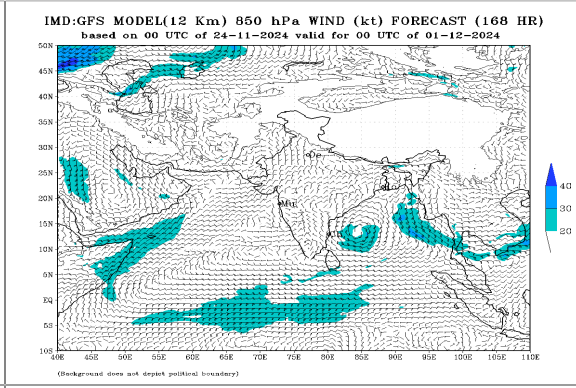 IMD:GFS MODEL(12 Km) 850 hPa WIND (kt) FORECAST (168 HR)
based on 00 UTC of 24-11-2024 valid for 00 UTC of 01-12-2024
50N
45N
40N
35N
30N
25N
20N
15N
10N
5N
EQ
5S
10S
40E 45E 50E 55E 60E 65E 70E 75E 80E 85E 90E 95E 100E 105E 110E
De
Mu
40
30
20
(Background does not depict political boundary)